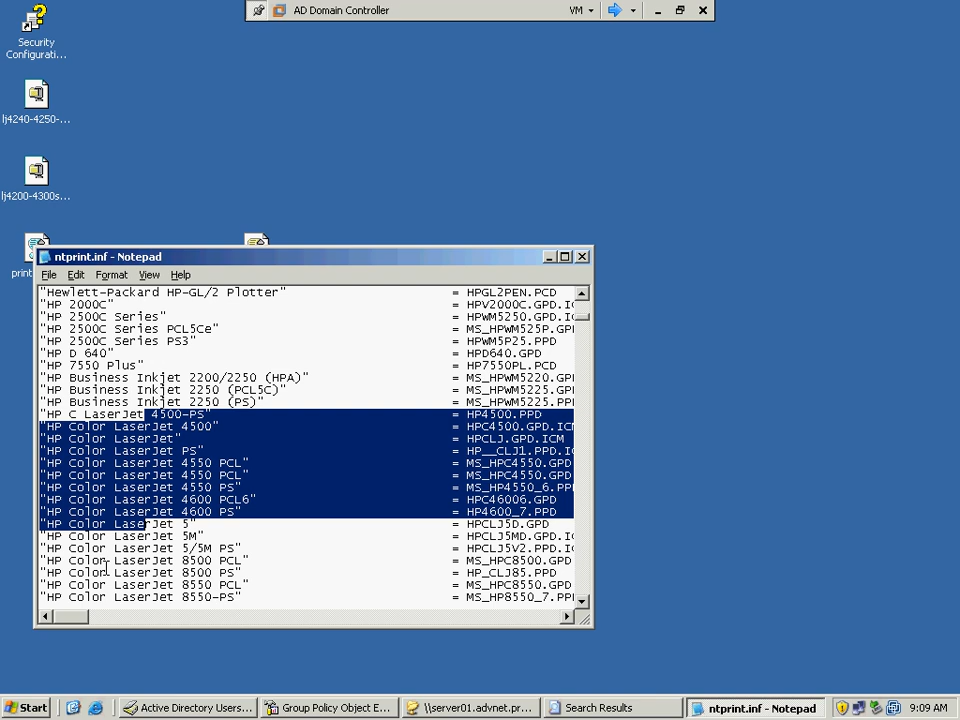 AD Domain Controller
VM
Security
Configurati...
lj4240-4250-...
lj4200-4300s...
print
ntprint.inf - Notepad
File Edit Format View Help
"Hewlett-Packard HP-GL/2 Plotter" = HPGL2PEN.PCD
"HP 2000C" = HPV2000C.GPD.IC
"HP 2500C Series" = HPWM5250.GPD.IC
"HP 2500C Series PCL5Ce" = MS_HPWM525P.GPI
"HP 2500C Series PS3" = HPWM5P25.PPD
"HP D 640" = HPD640.GPD
"HP 7550 Plus" = HP7550PL.PCD
"HP Business Inkjet 2200/2250 (HPA)" = MS_HPWM5220.GP
"HP Business Inkjet 2250 (PCL5C)" = MS_HPWM5225.GP
"HP Business Inkjet 2250 (PS)" = MS_HPWM5225.PP
"HP C LaserJet 4500-PS" = HP4500.PPD
"HP Color LaserJet 4500" = HPC4500.GPD.ICM
"HP Color LaserJet" = HPCLJ.GPD.ICM
"HP Color LaserJet PS" = HP__CLJ1.PPD.I
"HP Color LaserJet 4550 PCL" = MS_HPC4550.GPD
"HP Color LaserJet 4550 PCL" = MS_HPC4550.GPD
"HP Color LaserJet 4550 PS" = MS_HP4550_6.PP
"HP Color LaserJet 4600 PCL6" = HPC46006.GPD
"HP Color LaserJet 4600 PS" = HP4600_7.PPD
"HP Color LaserJet 5" = HPCLJ5D.GPD
"HP Color LaserJet 5M" = HPCLJ5MD.GPD.I
"HP Color LaserJet 5/5M PS" = HPCLJ5V2.PPD.I
"HP Color LaserJet 8500 PCL" = MS_HPC8500.GPD
"HP Color LaserJet 8500 PS" = HP_CLJ85.PPD
"HP Color LaserJet 8550 PCL" = MS_HPC8550.GPD
"HP Color LaserJet 8550-PS" = MS_HP8550_7.PP
Start Active Directory Users... Group Policy Object E... \\server01.advnet.pr... Search Results ntprint.inf - Notepad 9:09 AM